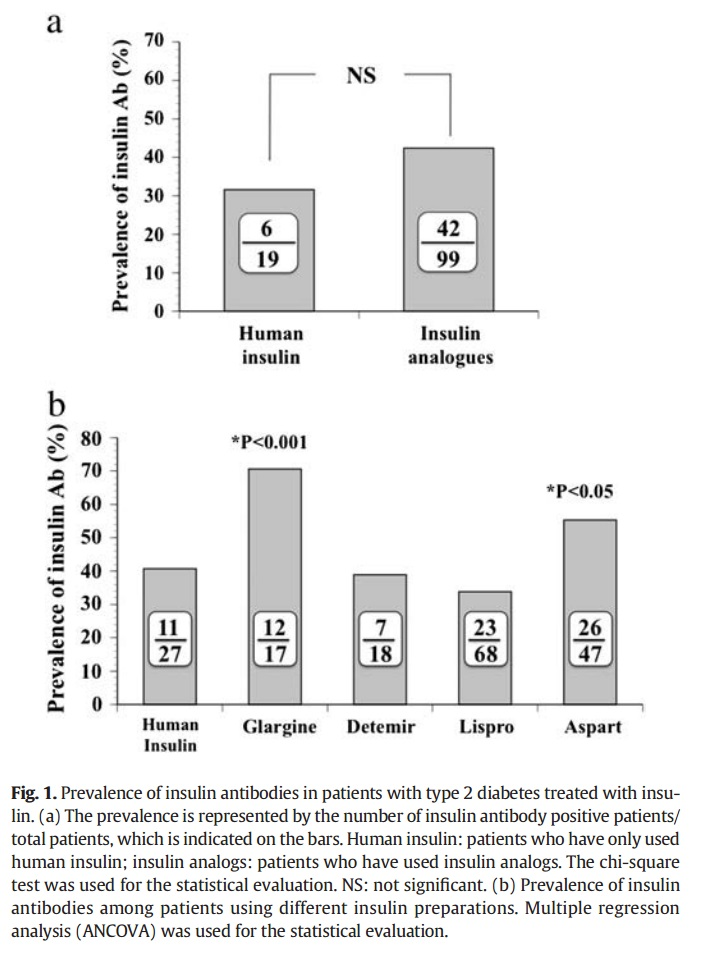 a
Prevalence of insulin Ab (%)
70
60
50
40
30
20
10
0
NS
6
19
42
99
Human
insulin
Insulin
analogues
b
Prevalence of insulin Ab (%)
80
70
60
50
40
30
20
10
0
*P<0.001
*P<0.05
11
27
12
17
7
18
23
68
26
47
Human
Insulin
Glargine
Detemir
Lispro
Aspart
Fig. 1. Prevalence of insulin antibodies in patients with type 2 diabetes treated with insu-
lin. (a) The prevalence is represented by the number of insulin antibody positive patients/
total patients, which is indicated on the bars. Human insulin: patients who have only used
human insulin; insulin analogs: patients who have used insulin analogs. The chi-square
test was used for the statistical evaluation. NS: not significant. (b) Prevalence of insulin
antibodies among patients using different insulin preparations. Multiple regression
analysis (ANCOVA) was used for the statistical evaluation.